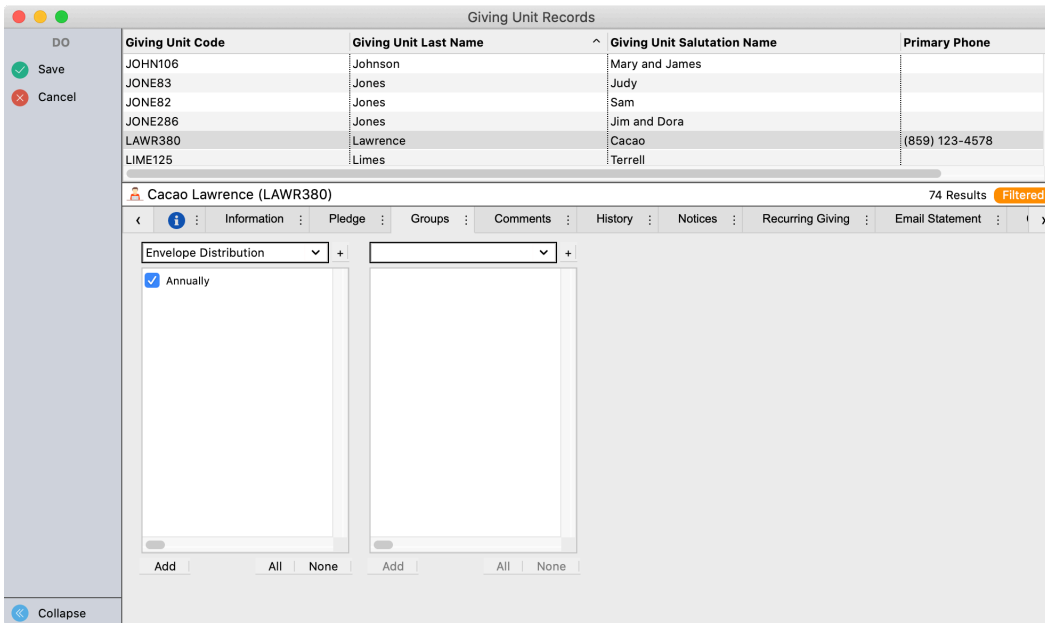 Giving Unit Records
DO
Save
Cancel
Giving Unit Code Giving Unit Last Name Giving Unit Salutation Name Primary Phone
JOHN106 Johnson Mary and James
JONE83 Jones Judy
JONE82 Jones Sam
JONE286 Jones Jim and Dora
LAWR380 Lawrence Cacao (859) 123-4578
LIME125 Limes Terrell
Cacao Lawrence (LAWR380) 74 Results Filtered
Information Pledge Groups Comments History Notices Recurring Giving Email Statement
Envelope Distribution + +
Annually
Add All None Add All None
Collapse